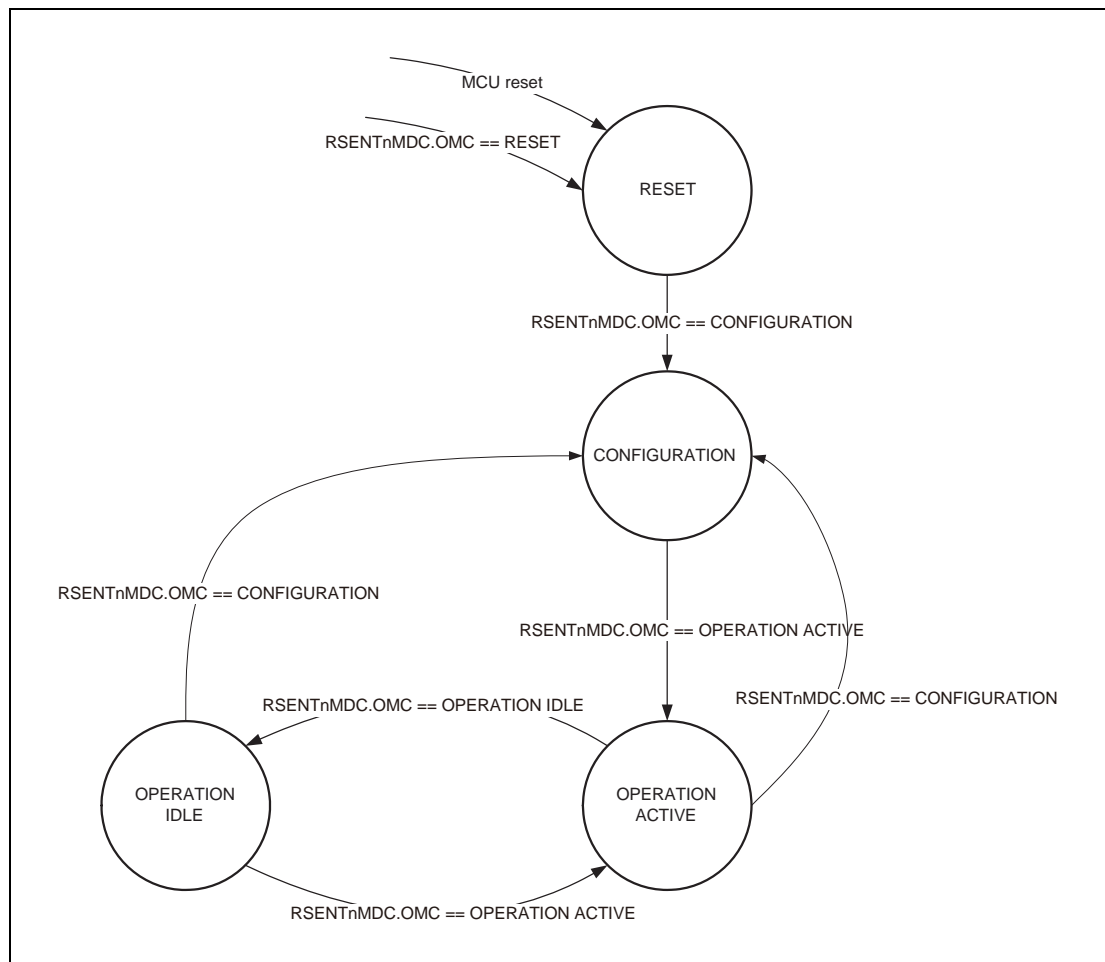 MCU reset
RSENTnMDC.OMC == RESET
RESET
RSENTnMDC.OMC == CONFIGURATION
CONFIGURATION
RSENTnMDC.OMC == CONFIGURATION
RSENTnMDC.OMC == OPERATION ACTIVE
RSENTnMDC.OMC == OPERATION IDLE
RSENTnMDC.OMC == CONFIGURATION
OPERATION
IDLE
OPERATION
ACTIVE
RSENTnMDC.OMC == OPERATION ACTIVE